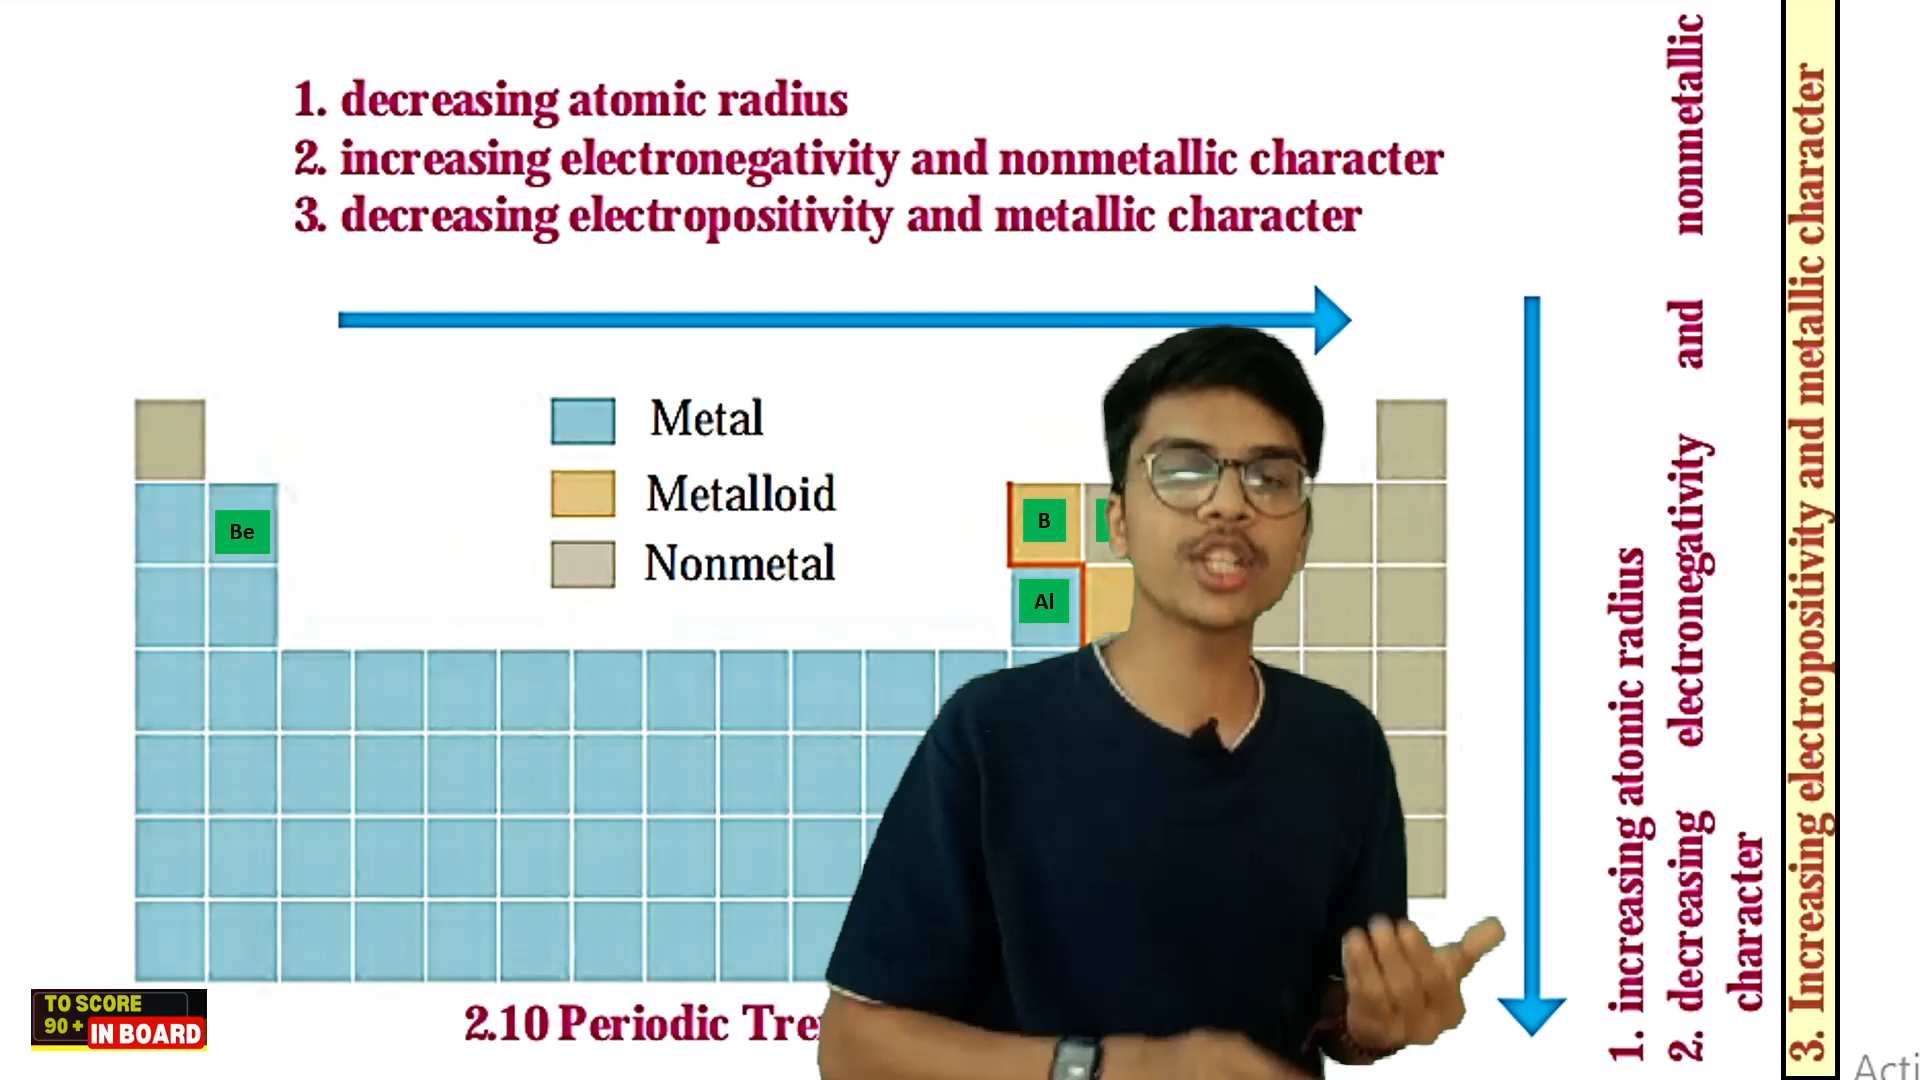 1. decreasing atomic radius
2. increasing electronegativity and nonmetallic character
3. decreasing electropositivity and metallic character
Metal
Metalloid
Nonmetal
Be
B
Al
2.10 Periodic
1. increasing atomic radius
2. decreasing electronegativity and nonmetallic
character
3. Increasing electropositivity and metallic character
TO SCORE
90 +
IN BOARD